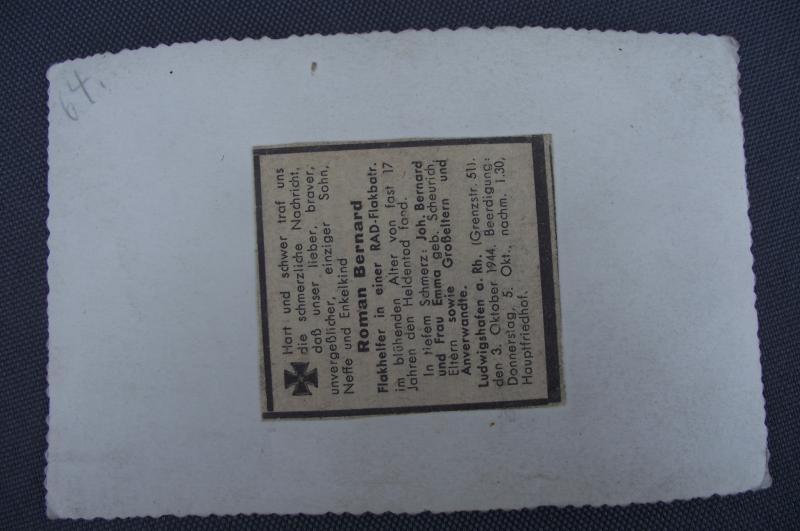 64.
Hart und schwer traf uns
die schmerzliche Nachricht,
daß unser lieber, braver,
unvergeßlicher, einziger Sohn,
Neffe und Enkelkind
Roman Bernard
Flakhelfer in einer RAD-Flakbatr.
im blühenden Alter von fast 17
Jahren den Heldentod fand.
In tiefem Schmerz: Joh. Bernard
und Frau Emma geb. Scheurich,
Eltern sowie Großeltern und
Anverwandte.
Ludwigshafen a. Rh. (Grenzstr. 51),
den 3. Oktober 1944, Beerdigung:
Donnerstag, 5. Okt., nachm. 1.30,
Hauptfriedhof.